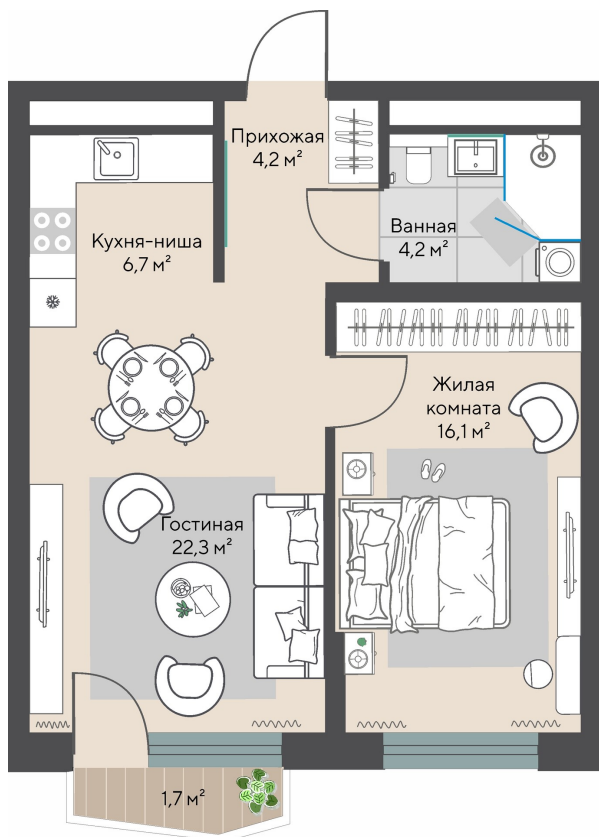 Прихожая
4,2 м²
Ванная
4,2 м²
Кухня-ниша
6,7 м²
Жилая
комната
16,1 м²
Гостиная
22,3 м²
1,7 м²